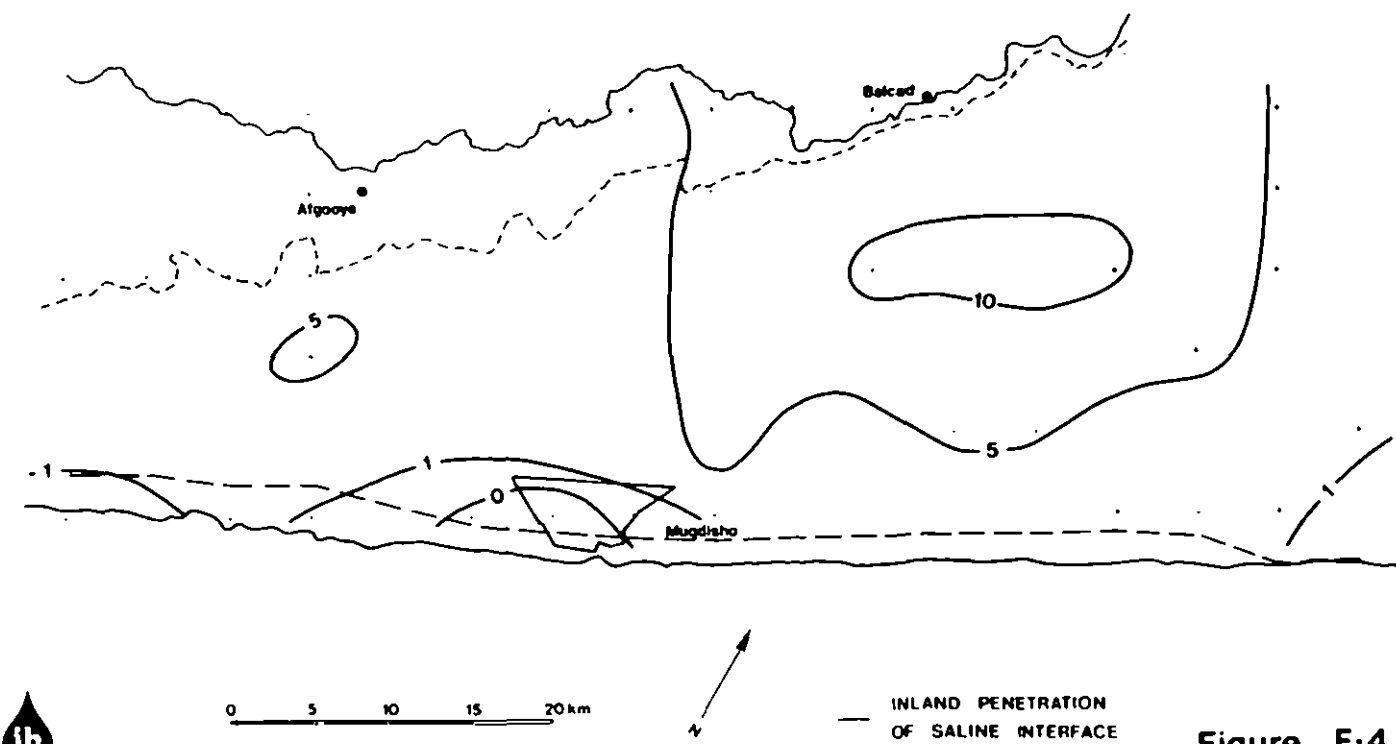 Balcad
Afgooye
5
10
5
1
1
0
1
Muqdisho
0 5 10 15 20 km
N
INLAND PENETRATION
OF SALINE INTERFACE
Figure E·4